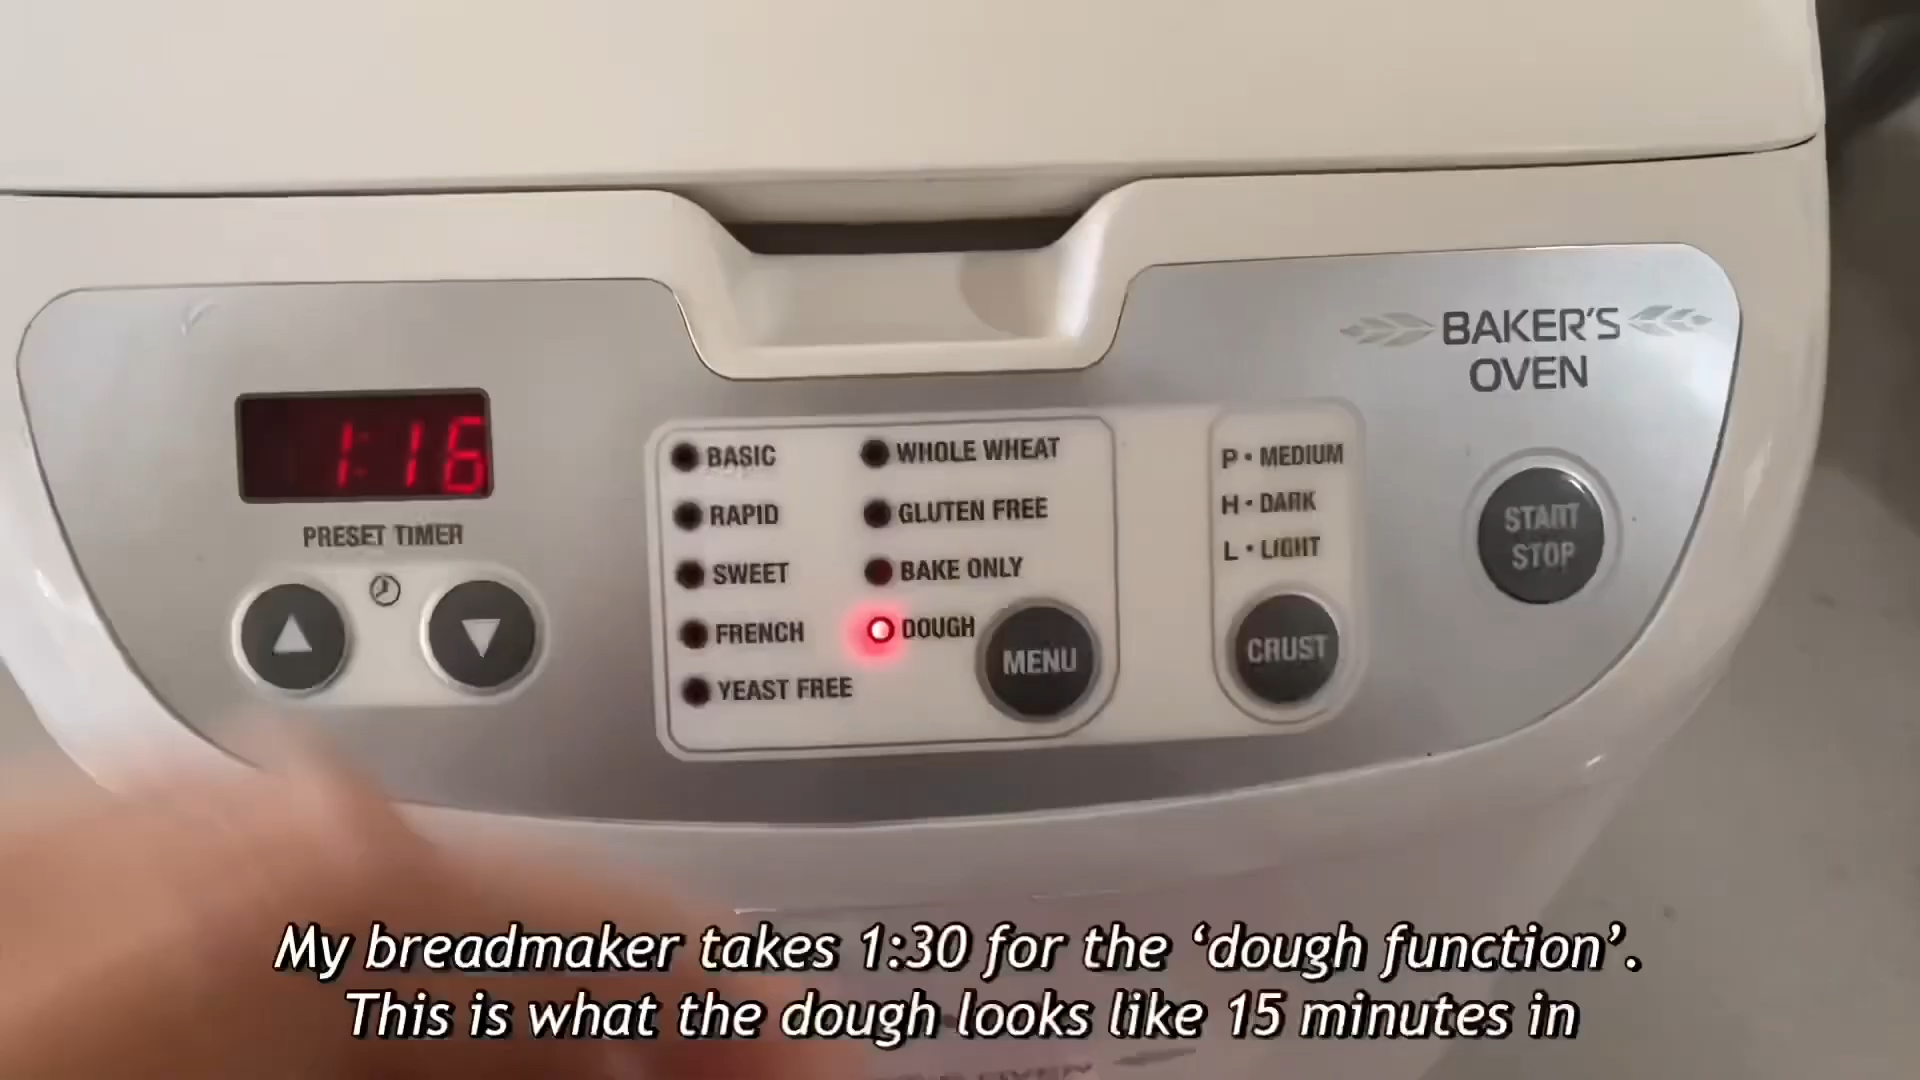 BAKER'S
OVEN
1:16
PRESET TIMER
BASIC
RAPID
SWEET
FRENCH
YEAST FREE
WHOLE WHEAT
GLUTEN FREE
BAKE ONLY
DOUGH
MENU
P • MEDIUM
H • DARK
L • LIGHT
CRUST
START
STOP
My breadmaker takes 1:30 for the ‘dough function’.
This is what the dough looks like 15 minutes in